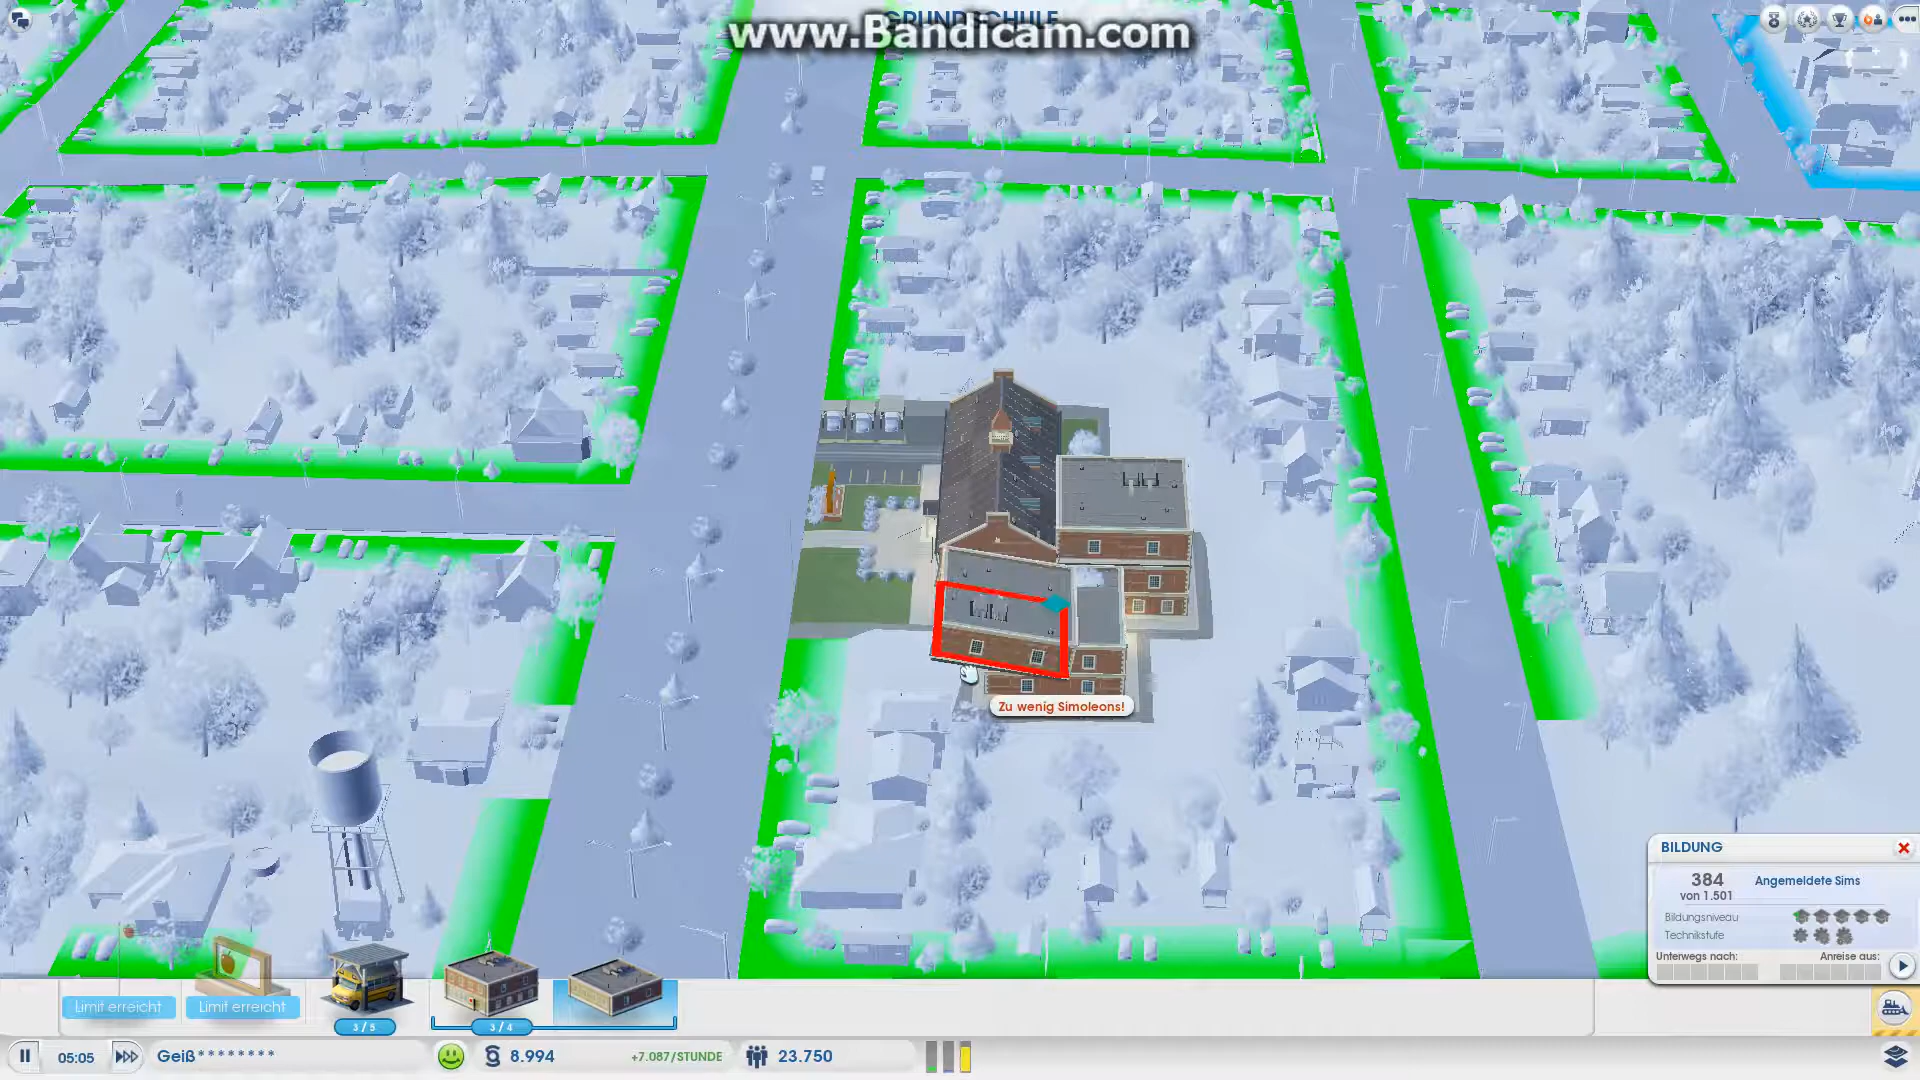 GRUNDSCHULE
www.Bandicam.com
Zu wenig Simoleons!
BILDUNG
384
von 1.501
Angemeldete Sims
Bildungsniveau
Technikstufe
Unterwegs nach:
Anreise aus:
Limit erreicht
Limit erreicht
3 / 5
3 / 4
05:05
Geiß********
8.994
+7.087/STUNDE
23.750